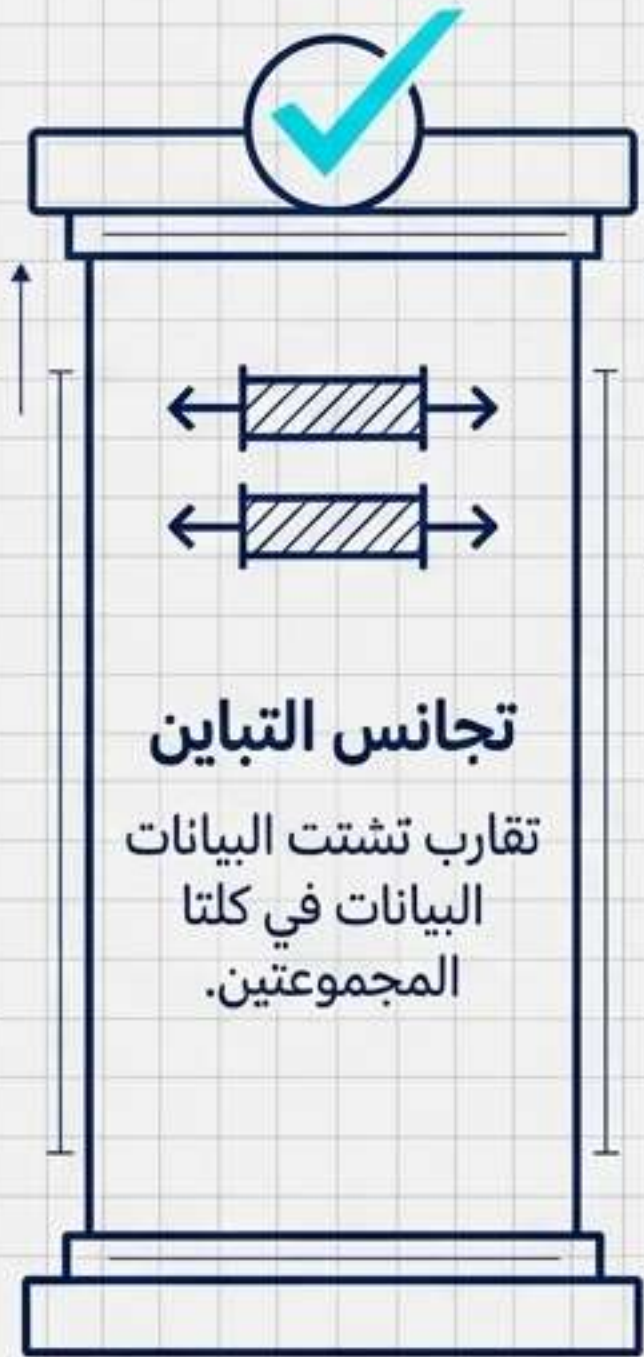 تجانس التباين
تقارب تشتت البيانات
البيانات في كلتا
المجموعتين.